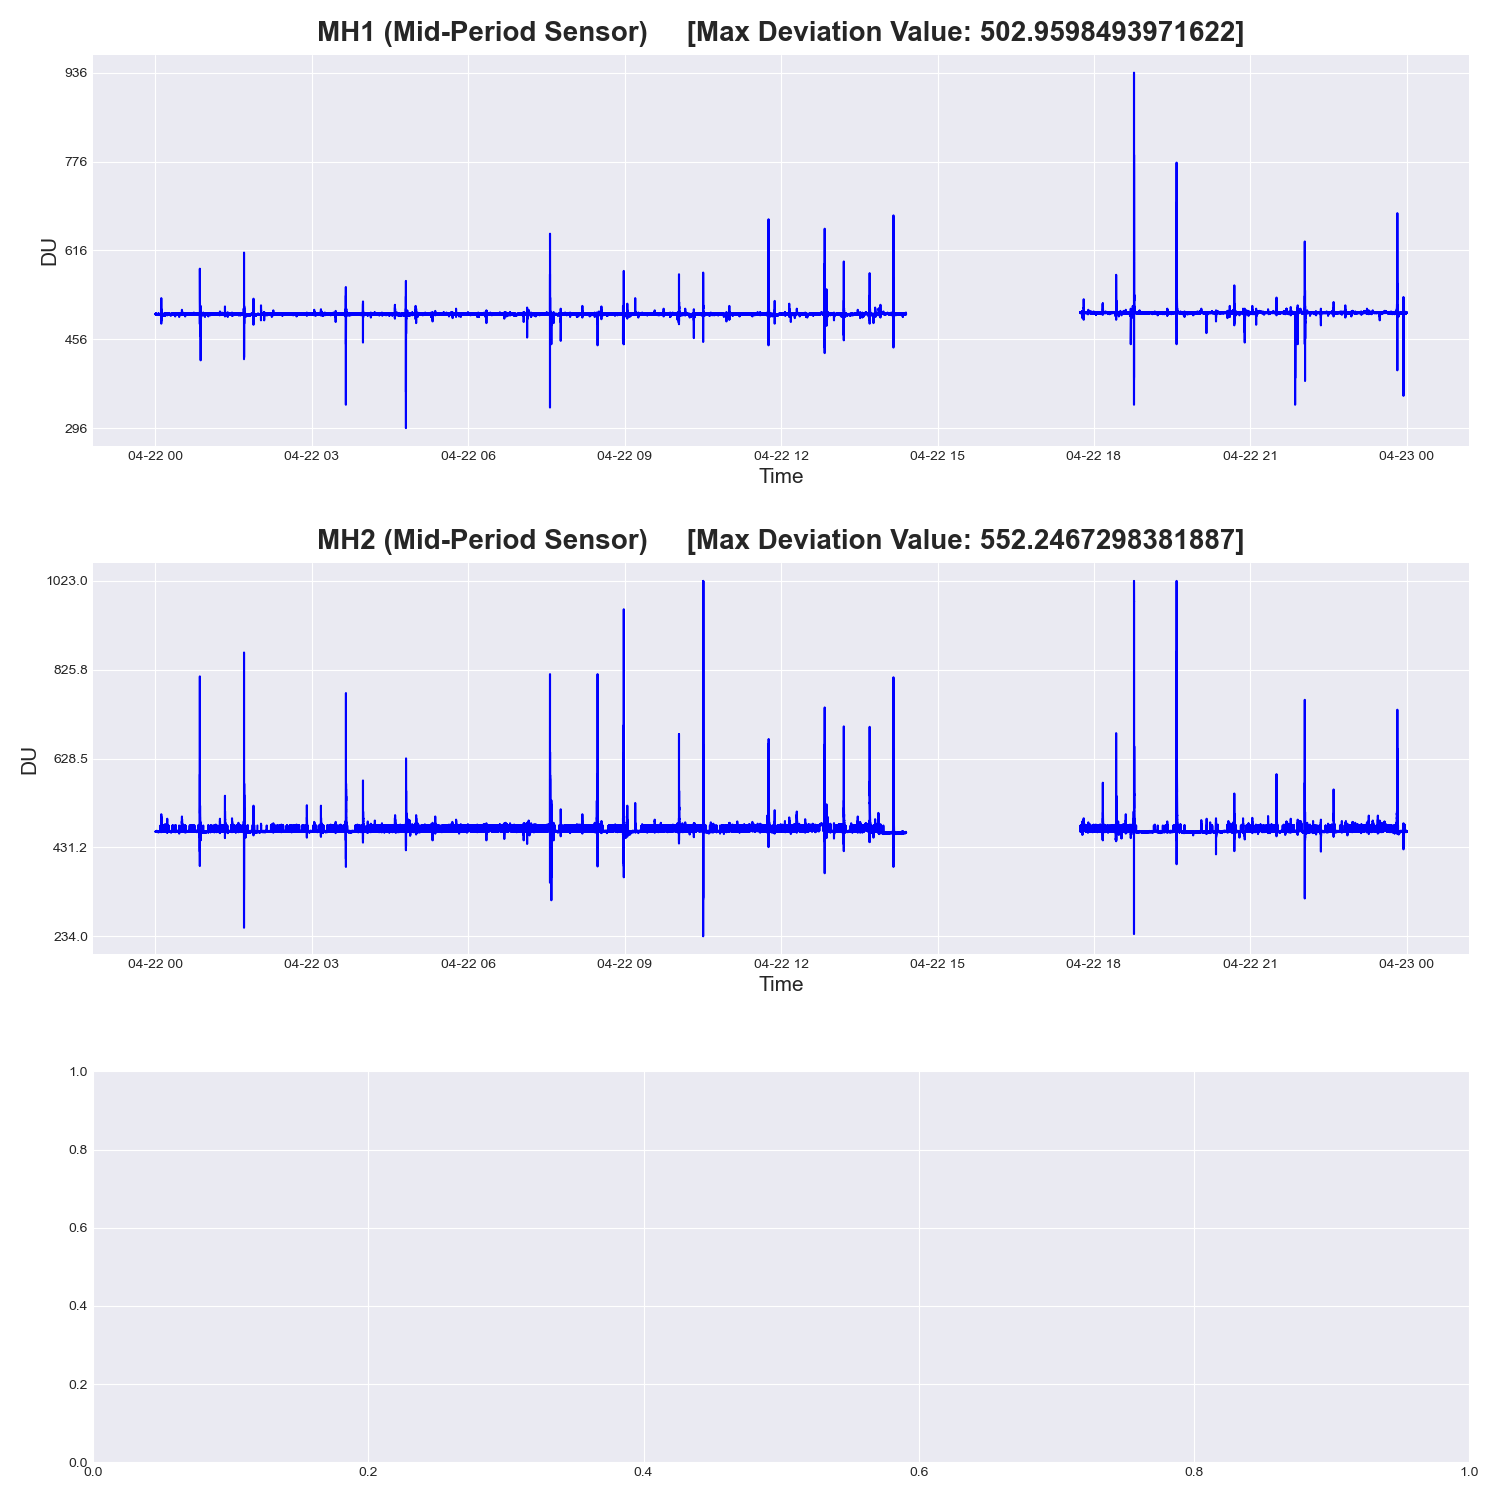 MH1 (Mid-Period Sensor) [Max Deviation Value: 502.9598493971622]
936
776
616
456
296
DU
04-22 00 04-22 03 04-22 06 04-22 09 04-22 12 04-22 15 04-22 18 04-22 21 04-23 00
Time
MH2 (Mid-Period Sensor) [Max Deviation Value: 552.2467298381887]
1023.0
825.8
628.5
431.2
234.0
DU
04-22 00 04-22 03 04-22 06 04-22 09 04-22 12 04-22 15 04-22 18 04-22 21 04-23 00
Time
1.0
0.8
0.6
0.4
0.2
0.0
0.0 0.2 0.4 0.6 0.8 1.0